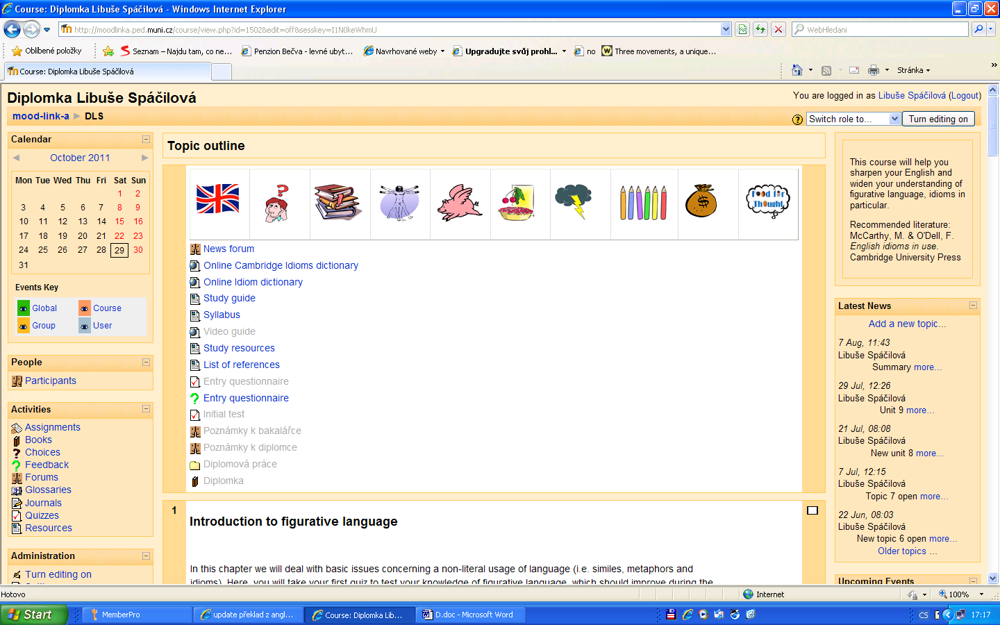 Course: Diplomka Libuše Spáčilová - Windows Internet Explorer
http://moodlinka.ped.muni.cz/course/view.php?id=1502&edit=off&sesskey=I1N0keWhmU
WebHledani
Oblíbené položky
Seznam – Najdu tam, co ne...
Penzion Bečva - levné ubyt...
Navrhované weby
Upgradujte svůj prohl...
no
Three movements, a unique...
Course: Diplomka Libuše Spáčilová
Stránka
Diplomka Libuše Spáčilová
You are logged in as Libuše Spáčilová (Logout)
mood-link-a ► DLS
Switch role to...
Turn editing on
Calendar
October 2011
Mon Tue Wed Thu Fri Sat Sun
1 2
3 4 5 6 7 8 9
10 11 12 13 14 15 16
17 18 19 20 21 22 23
24 25 26 27 28 29 30
31
Events Key
Global
Course
Group
User
People
Participants
Activities
Assignments
Books
Choices
Feedback
Forums
Glossaries
Journals
Quizzes
Resources
Administration
Turn editing on
Topic outline
Food for
Thought
News forum
Online Cambridge Idioms dictionary
Online Idiom dictionary
Study guide
Syllabus
Video guide
Study resources
List of references
Entry questionnaire
Entry questionnaire
Initial test
Poznámky k bakalářce
Poznámky k diplomce
Diplomová práce
Diplomka
1
Introduction to figurative language
In this chapter we will deal with basic issues concerning a non-literal usage of language (i.e. similes, metaphors and
idioms). Here, you will take your first quiz to test your knowledge of figurative language, which should improve during the
This course will help you
sharpen your English and
widen your understanding of
figurative language, idioms in
particular.
Recommended literature:
McCarthy, M. & O'Dell, F.
English idioms in use.
Cambridge University Press
Latest News
Add a new topic...
7 Aug, 11:43
Libuše Spáčilová
Summary more...
29 Jul, 12:26
Libuše Spáčilová
Unit 9 more...
21 Jul, 08:08
Libuše Spáčilová
New unit 8 more...
7 Jul, 12:15
Libuše Spáčilová
Topic 7 open more...
22 Jun, 08:03
Libuše Spáčilová
New topic 6 open more...
Older topics ...
Upcoming Events
Hotovo
Internet
100%
Start
MemberPro
update překlad z angl...
Course: Diplomka Lib...
D.doc - Microsoft Word
CS
17:17